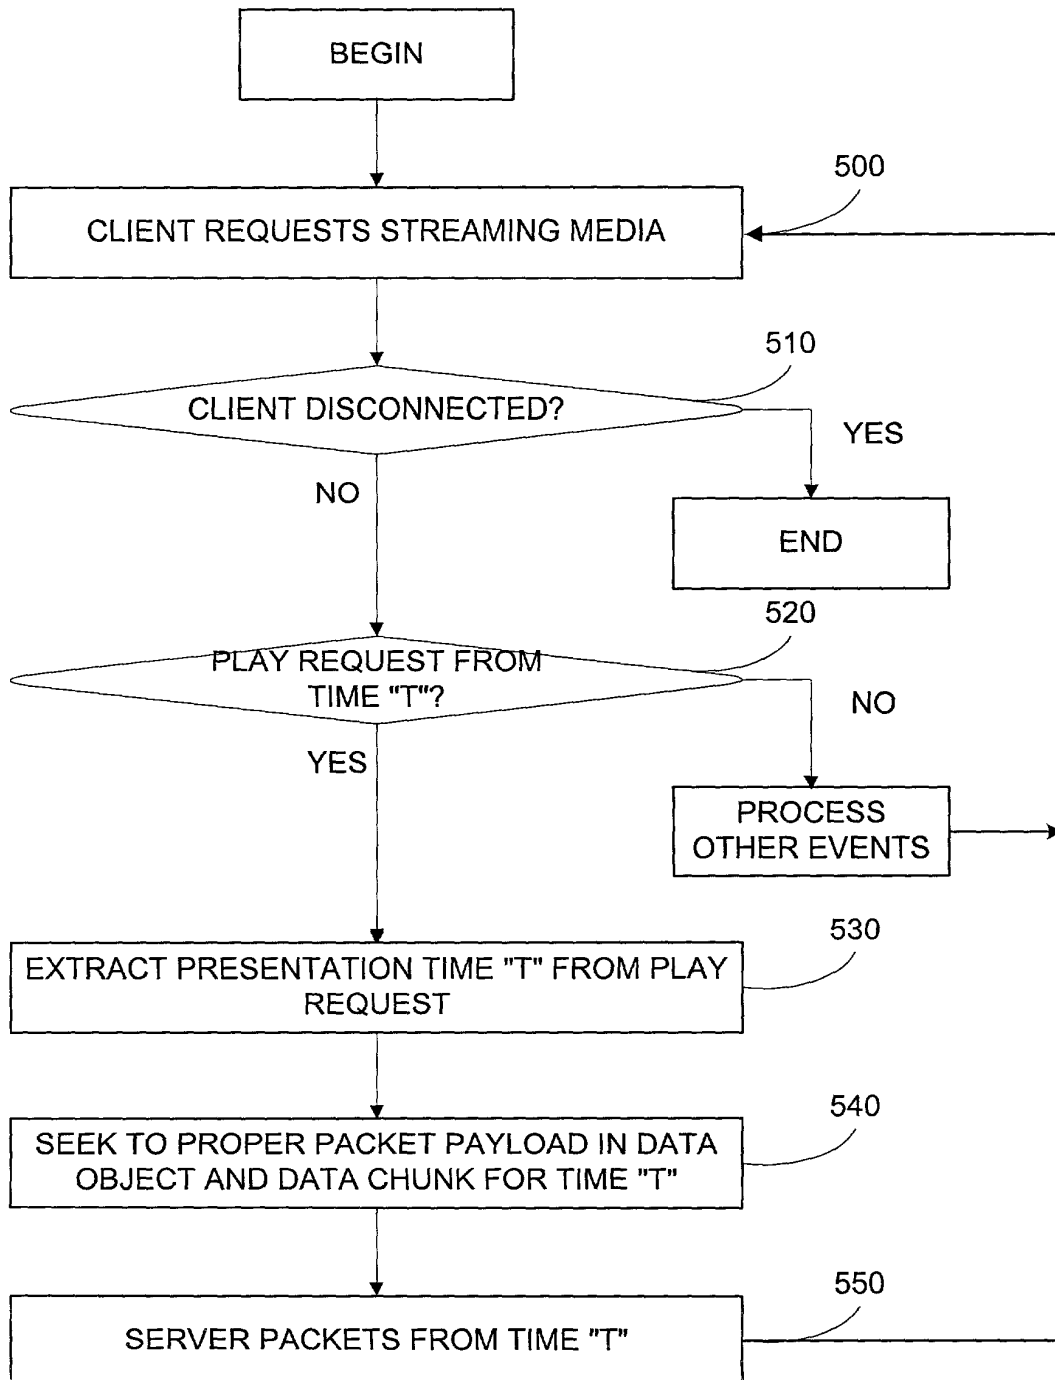 BEGIN
500
CLIENT REQUESTS STREAMING MEDIA
510
CLIENT DISCONNECTED?
YES
NO
END
520
PLAY REQUEST FROM
TIME "T"?
NO
YES
PROCESS
OTHER EVENTS
530
EXTRACT PRESENTATION TIME "T" FROM PLAY
REQUEST
540
SEEK TO PROPER PACKET PAYLOAD IN DATA
OBJECT AND DATA CHUNK FOR TIME "T"
550
SERVER PACKETS FROM TIME "T"